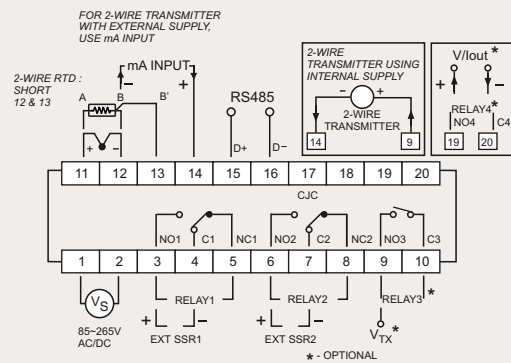 FOR 2-WIRE TRANSMITTER
WITH EXTERNAL SUPPLY,
USE mA INPUT
2-WIRE RTD :
SHORT
12 & 13
mA INPUT
A B B'
+ -
- +
RS485
D+ D-
2-WIRE
TRANSMITTER USING
INTERNAL SUPPLY
- +
2-WIRE
TRANSMITTER
14 9
V/Iout *
+ -
RELAY4 *
NO4 C4
19 20
11 12 13 14 15 16 17 18 19 20
CJC
NO1 C1 NC1 NO2 C2 NC2 NO3 C3
1 2 3 4 5 6 7 8 9 10
VS
85~265V
AC/DC
RELAY1
+ -
EXT SSR1
RELAY2
+ -
EXT SSR2
RELAY3 *
VTX *
* - OPTIONAL